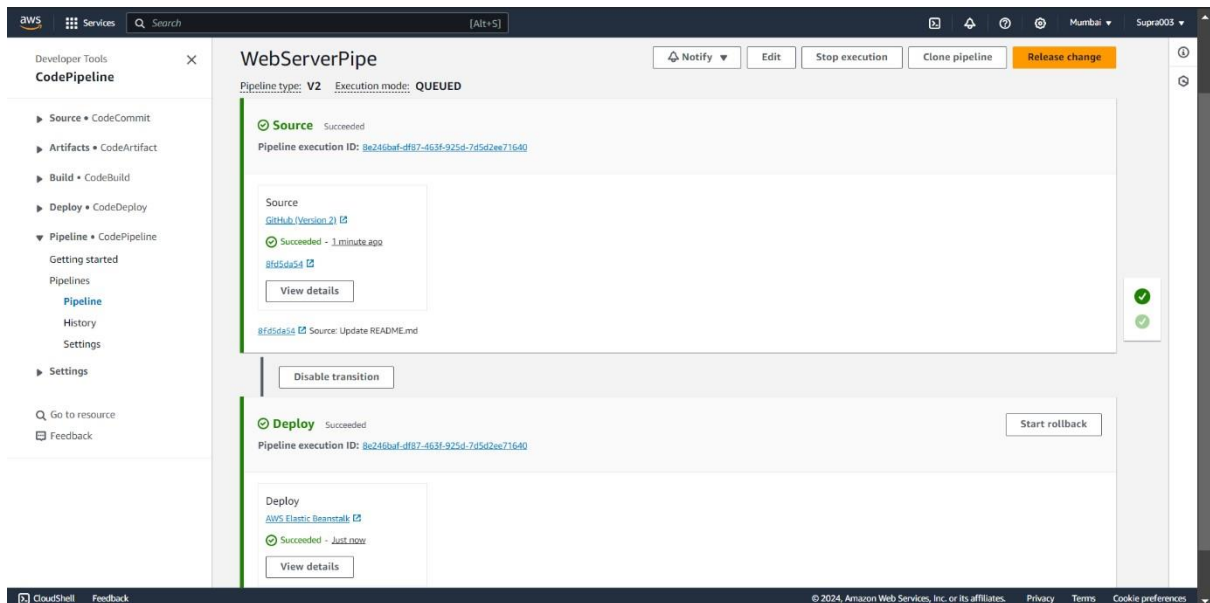 aws Services Search [Alt+S] Mumbai Supra003
Developer Tools
CodePipeline
Source • CodeCommit
Artifacts • CodeArtifact
Build • CodeBuild
Deploy • CodeDeploy
Pipeline • CodePipeline
Getting started
Pipelines
Pipeline
History
Settings
Settings
Go to resource
Feedback
WebServerPipe
Notify Edit Stop execution Clone pipeline Release change
Pipeline type: V2 Execution mode: QUEUED
Source Succeeded
Pipeline execution ID: 8e246baf-df87-463f-925d-7d5d2ee71640
Source
GitHub (Version 2)
Succeeded - 1 minute ago
8fd5da54
View details
8fd5da54 Source: Update README.md
Disable transition
Deploy Succeeded
Start rollback
Pipeline execution ID: 8e246baf-df87-463f-925d-7d5d2ee71640
Deploy
AWS Elastic Beanstalk
Succeeded - Just now
View details
CloudShell Feedback © 2024, Amazon Web Services, Inc. or its affiliates. Privacy Terms Cookie preferences